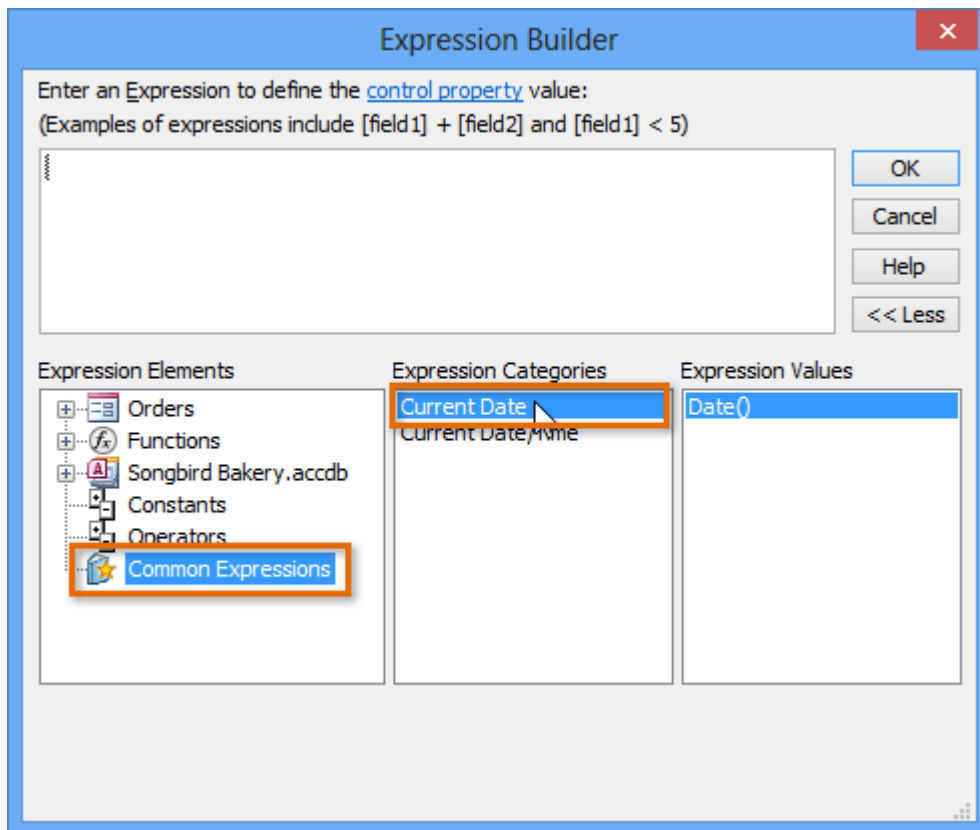 Expression Builder
Enter an Expression to define the control property value:
(Examples of expressions include [field1] + [field2] and [field1] < 5)
OK
Cancel
Help
<< Less
Expression Elements
Orders
Functions
Songbird Bakery.accdb
Constants
Operators
Common Expressions
Expression Categories
Current Date
Current Date/
Expression Values
Date()